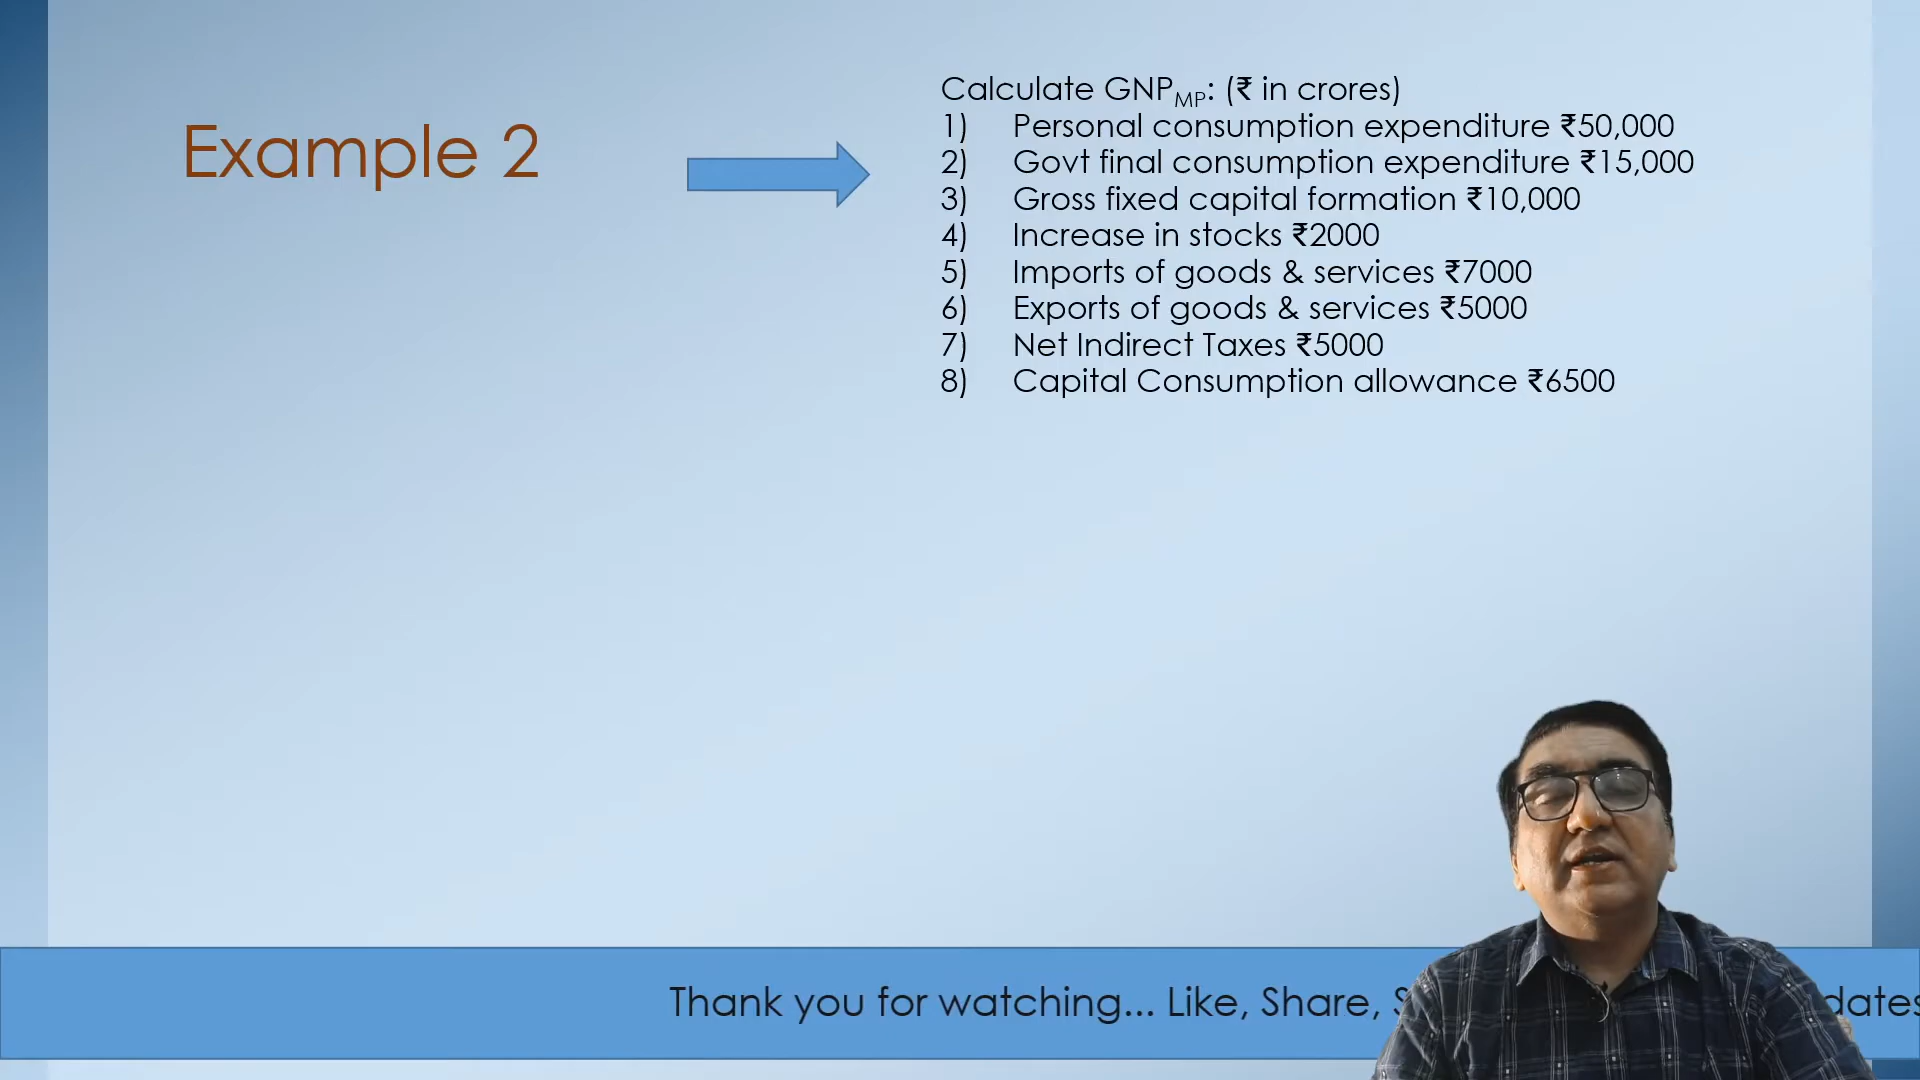 Example 2
Calculate GNPMP: (₹ in crores)
1) Personal consumption expenditure ₹50,000
2) Govt final consumption expenditure ₹15,000
3) Gross fixed capital formation ₹10,000
4) Increase in stocks ₹2000
5) Imports of goods & services ₹7000
6) Exports of goods & services ₹5000
7) Net Indirect Taxes ₹5000
8) Capital Consumption allowance ₹6500
Thank you for watching... Like, Share,